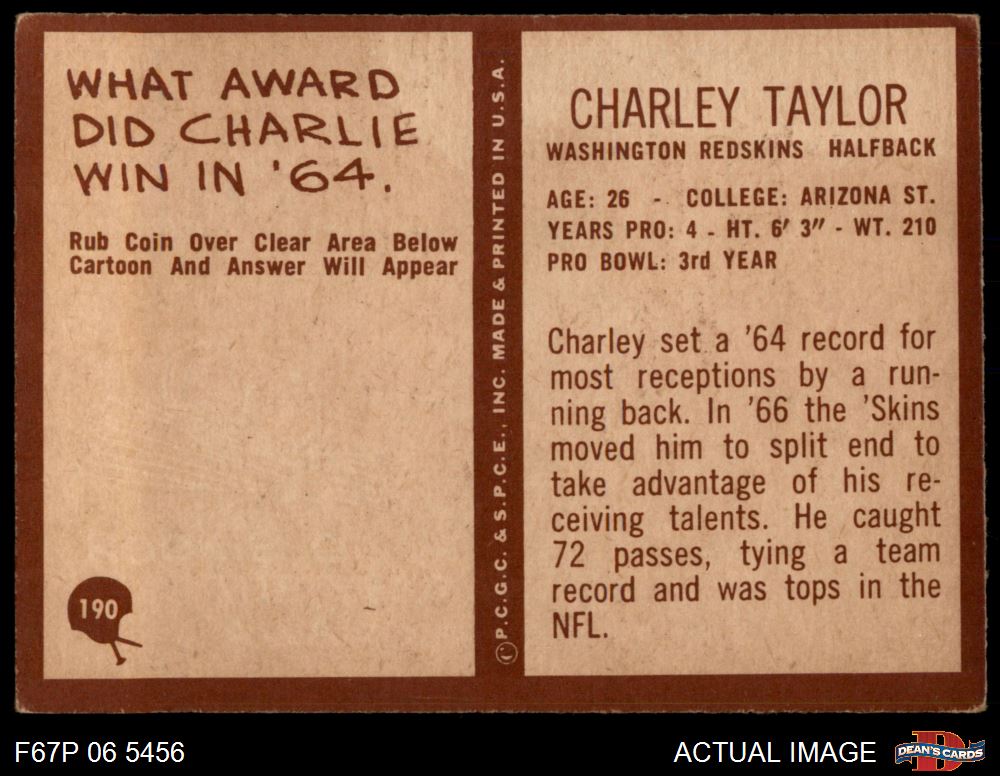 WHAT AWARD
DID CHARLIE
WIN IN '64.
Rub Coin Over Clear Area Below
Cartoon And Answer Will Appear
190
© P.C.G.C. & S.P.C.E., INC. MADE & PRINTED IN U.S.A.
CHARLEY TAYLOR
WASHINGTON REDSKINS HALFBACK
AGE: 26 - COLLEGE: ARIZONA ST.
YEARS PRO: 4 - HT. 6' 3" - WT. 210
PRO BOWL: 3rd YEAR
Charley set a '64 record for
most receptions by a run-
ning back. In '66 the 'Skins
moved him to split end to
take advantage of his re-
ceiving talents. He caught
72 passes, tying a team
record and was tops in the
NFL.
F67P 06 5456
ACTUAL IMAGE
DEAN'S CARDS